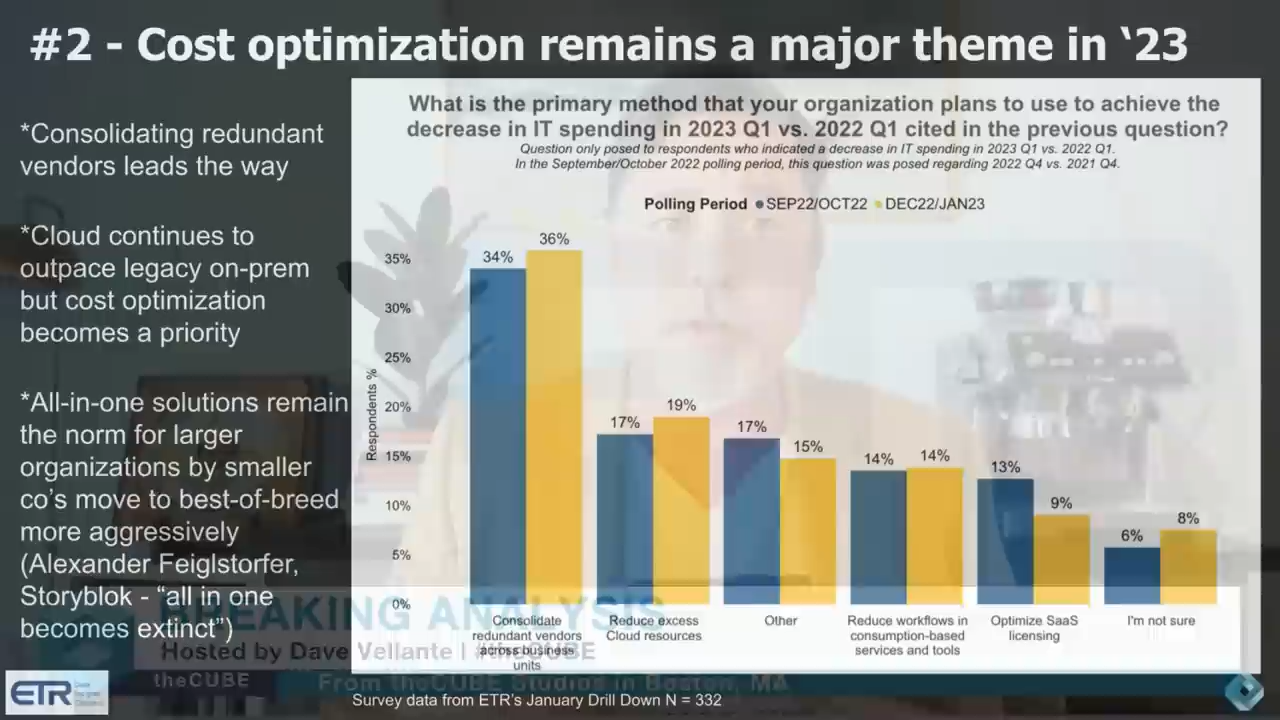 #2 - Cost optimization remains a major theme in ‘23
*Consolidating redundant
vendors leads the way
*Cloud continues to
outpace legacy on-prem
but cost optimization
becomes a priority
*All-in-one solutions remain
the norm for larger
organizations by smaller
co's move to best-of-breed
more aggressively
(Alexander Feiglstorfer,
Storyblok - “all in one
becomes extinct”)
What is the primary method that your organization plans to use to achieve the
decrease in IT spending in 2023 Q1 vs. 2022 Q1 cited in the previous question?
Question only posed to respondents who indicated a decrease in IT spending in 2023 Q1 vs. 2022 Q1.
In the September/October 2022 polling period, this question was posed regarding 2022 Q4 vs. 2021 Q4.
Polling Period SEP22/OCT22 DEC22/JAN23
Respondents %
35%
30%
25%
20%
15%
10%
5%
0%
34% 36%
17% 19%
17% 15%
14% 14%
13% 9%
6% 8%
Consolidate
redundant vendors
across business
units
Reduce excess
Cloud resources
Other
Reduce workflows in
consumption-based
services and tools
Optimize SaaS
licensing
I'm not sure
BREAKING ANALYSIS
Hosted by Dave Vellante | #theCUBE
theCUBE
From theCUBE Studios in Boston, MA
ETR
Survey data from ETR's January Drill Down N = 332